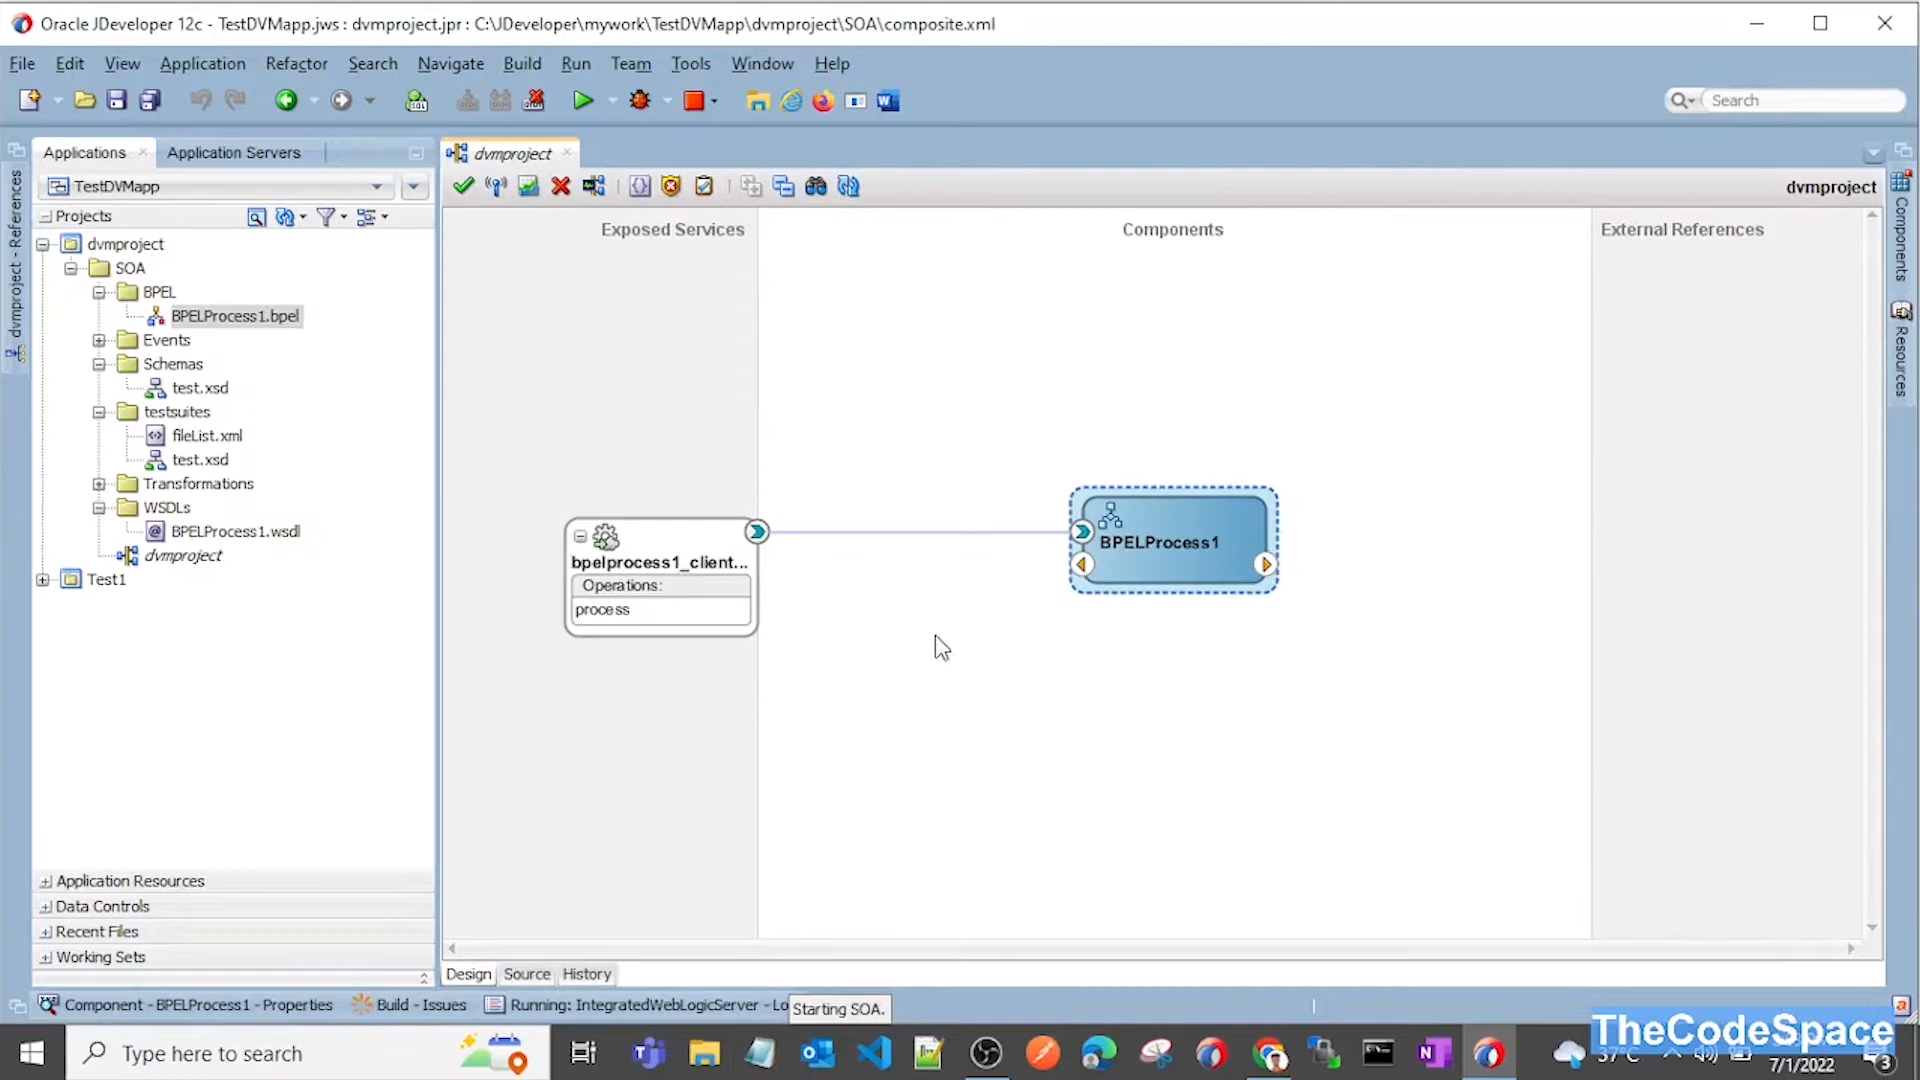 Oracle JDeveloper 12c - TestDVMapp.jws : dvmproject.jpr : C:\JDeveloper\mywork\TestDVMapp\dvmproject\SOA\composite.xml
File Edit View Application Refactor Search Navigate Build Run Team Tools Window Help
Search
dvmproject - References
Applications
Application Servers
TestDVMapp
Projects
dvmproject
SOA
BPEL
BPELProcess1.bpel
Events
Schemas
test.xsd
testsuites
fileList.xml
test.xsd
Transformations
WSDLs
BPELProcess1.wsdl
dvmproject
Test1
Application Resources
Data Controls
Recent Files
Working Sets
dvmproject
dvmproject
Exposed Services
Components
External References
bpelprocess1_client...
Operations:
process
BPELProcess1
Components
Resources
Design Source History
Component - BPELProcess1 - Properties
Build - Issues
Running: IntegratedWebLogicServer - Lo
Starting SOA.
TheCodeSpace
Type here to search
37°C
7/1/2022
3